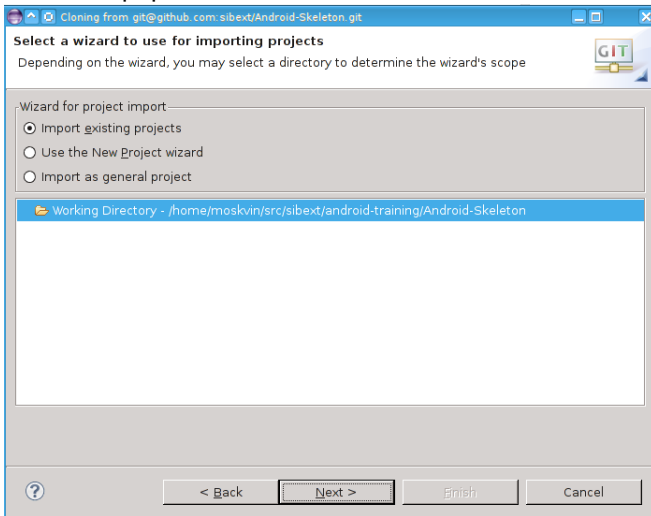 Cloning from git@github.com:sibext/Android-Skeleton.git
Select a wizard to use for importing projects
Depending on the wizard, you may select a directory to determine the wizard's scope
GIT
Wizard for project import
Import existing projects
Use the New Project wizard
Import as general project
Working Directory - /home/moskvin/src/sibext/android-training/Android-Skeleton
?
< Back
Next >
Finish
Cancel